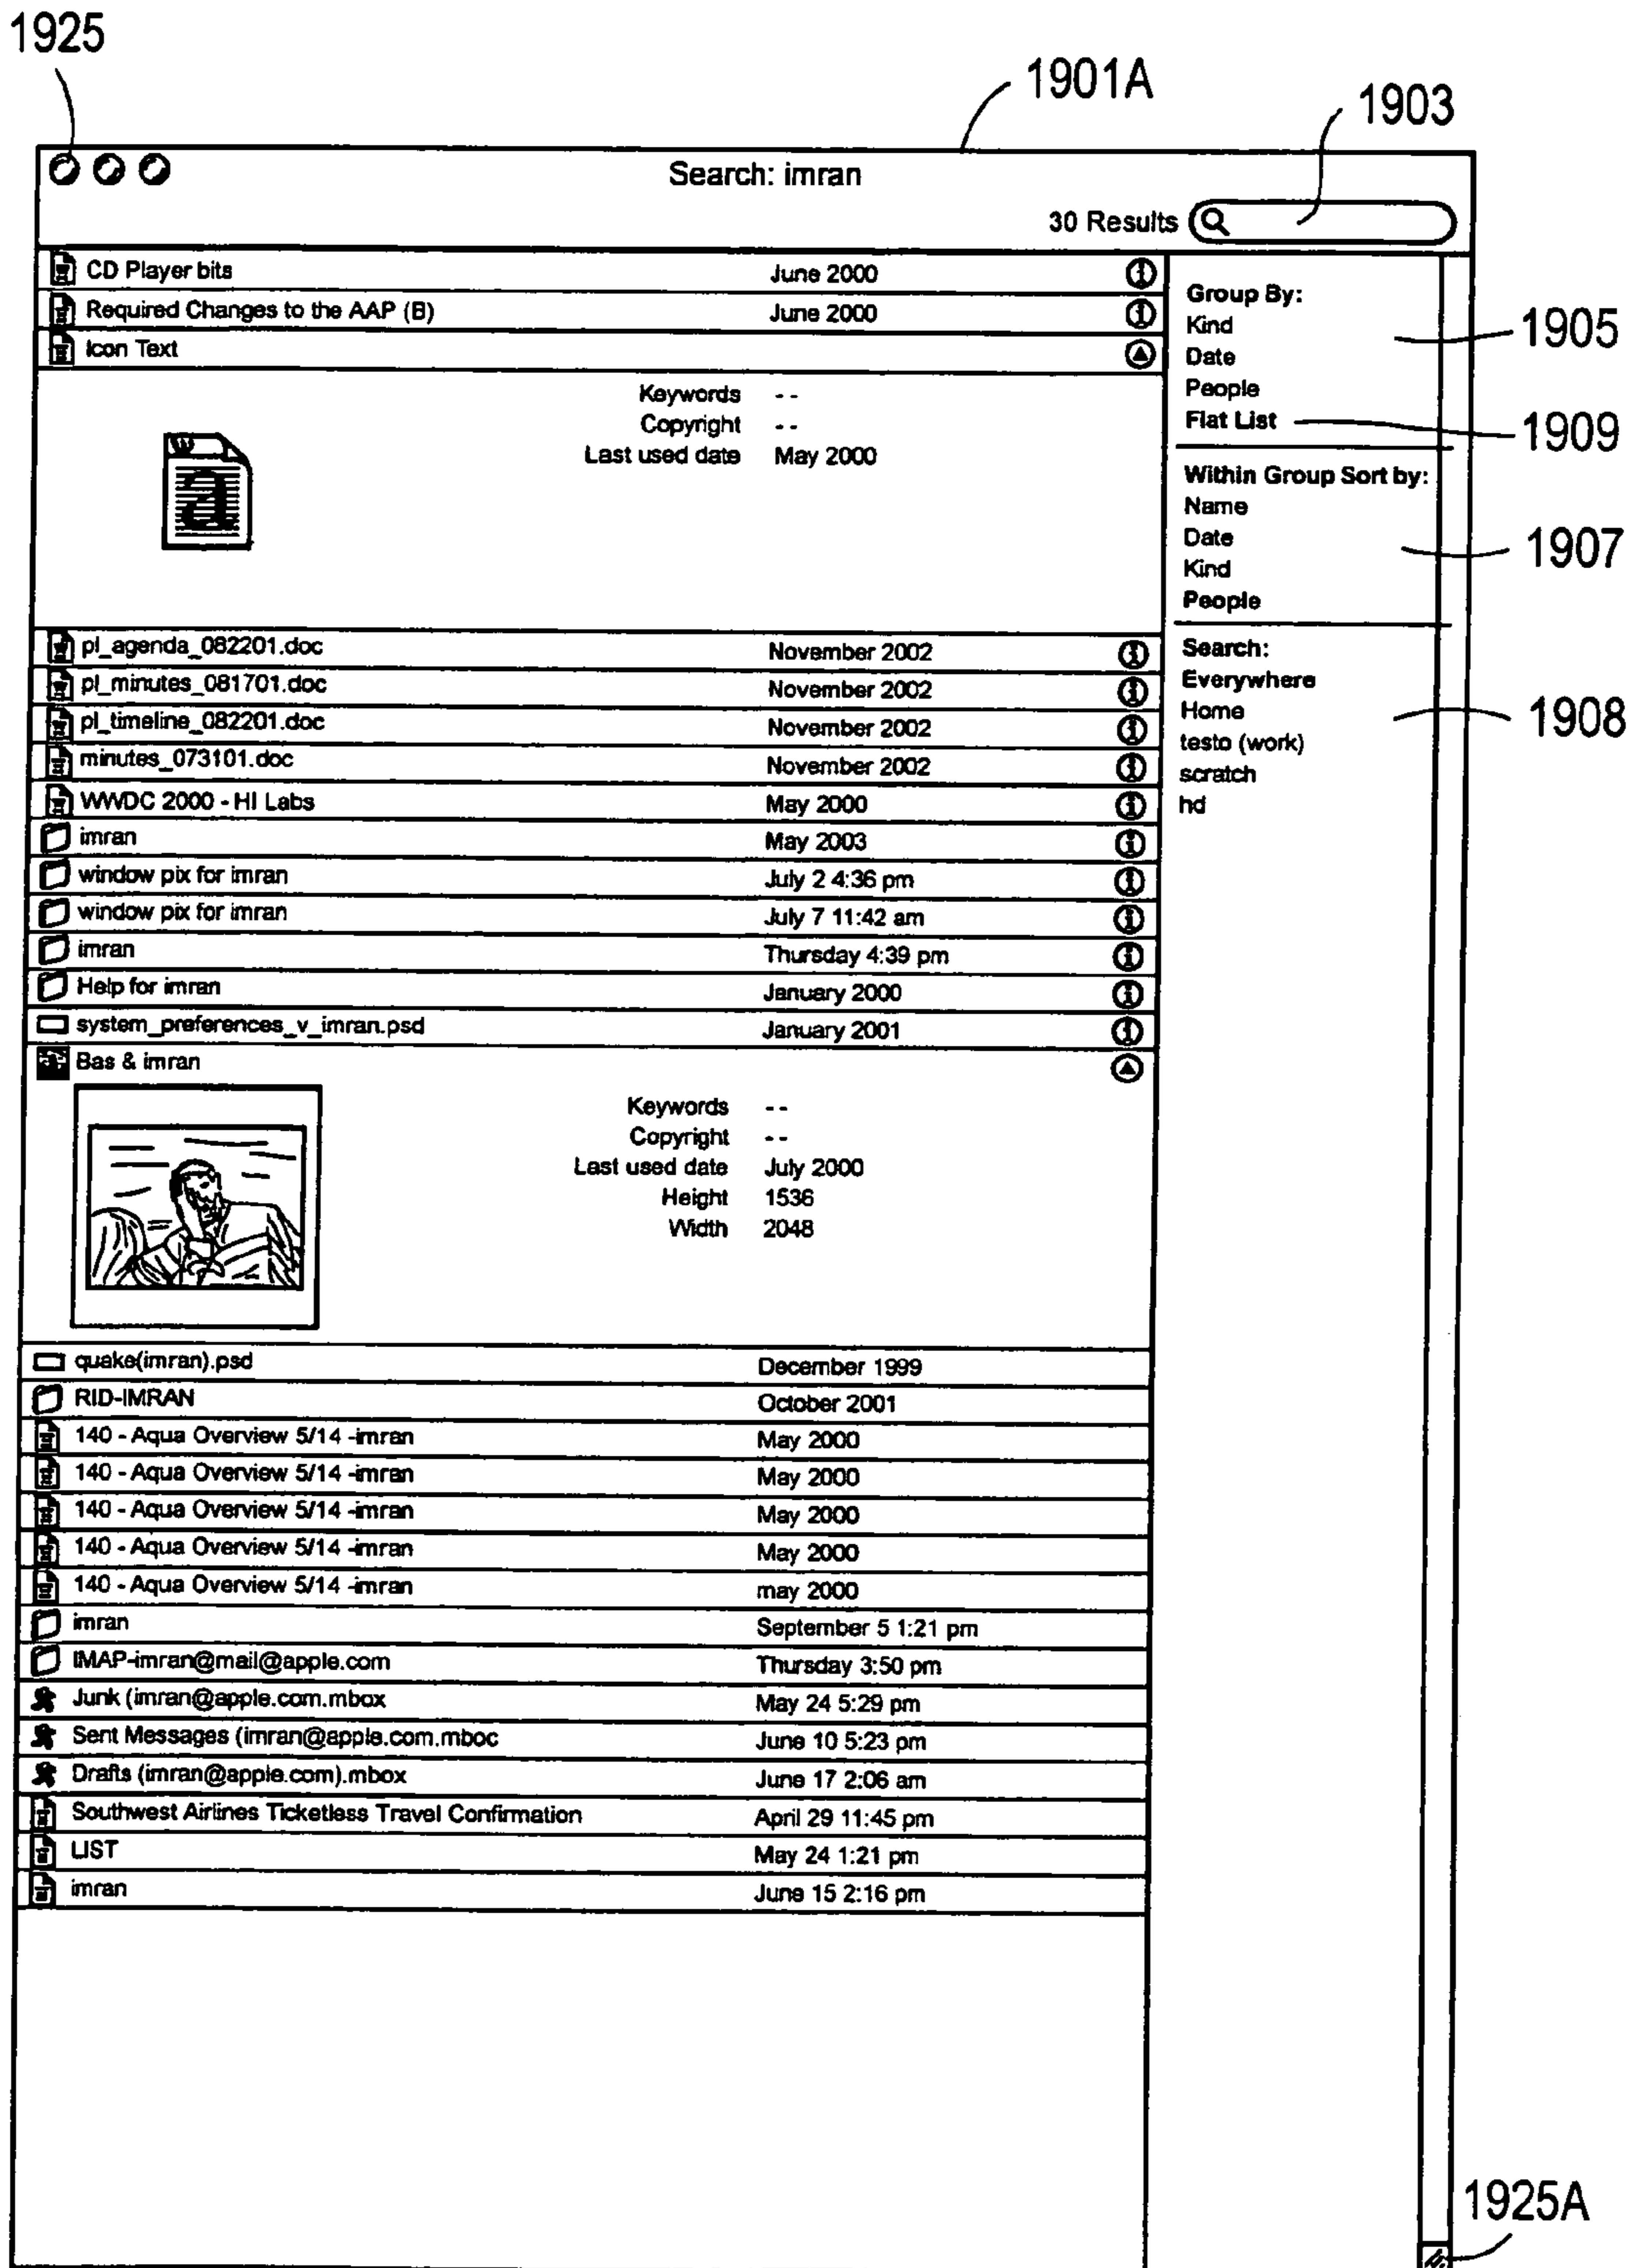 1925
1901A
1903
Search: imran
30 Results
CD Player bits June 2000
Required Changes to the AAP (B) June 2000
Icon Text
Keywords - -
Copyright - -
Last used date May 2000
pl_agenda_082201.doc November 2002
pl_minutes_081701.doc November 2002
pl_timeline_082201.doc November 2002
minutes_073101.doc November 2002
WWDC 2000 - HI Labs May 2000
imran May 2003
window pix for imran July 2 4:36 pm
window pix for imran July 7 11:42 am
imran Thursday 4:39 pm
Help for imran January 2000
system_preferences_v_imran.psd January 2001
Bas & imran
Keywords - -
Copyright - -
Last used date July 2000
Height 1536
Width 2048
quake(imran).psd December 1999
RID-IMRAN October 2001
140 - Aqua Overview 5/14 -imran May 2000
140 - Aqua Overview 5/14 -imran May 2000
140 - Aqua Overview 5/14 -imran May 2000
140 - Aqua Overview 5/14 -imran May 2000
140 - Aqua Overview 5/14 -imran may 2000
imran September 5 1:21 pm
IMAP-imran@mail@apple.com Thursday 3:50 pm
Junk (imran@apple.com.mbox May 24 5:29 pm
Sent Messages (imran@apple.com.mboc June 10 5:23 pm
Drafts (imran@apple.com).mbox June 17 2:06 am
Southwest Airlines Ticketless Travel Confirmation April 29 11:45 pm
LIST May 24 1:21 pm
imran June 15 2:16 pm
Group By:
Kind
Date
People
Flat List
Within Group Sort by:
Name
Date
Kind
People
Search:
Everywhere
Home
testo (work)
scratch
hd
1905
1909
1907
1908
1925A